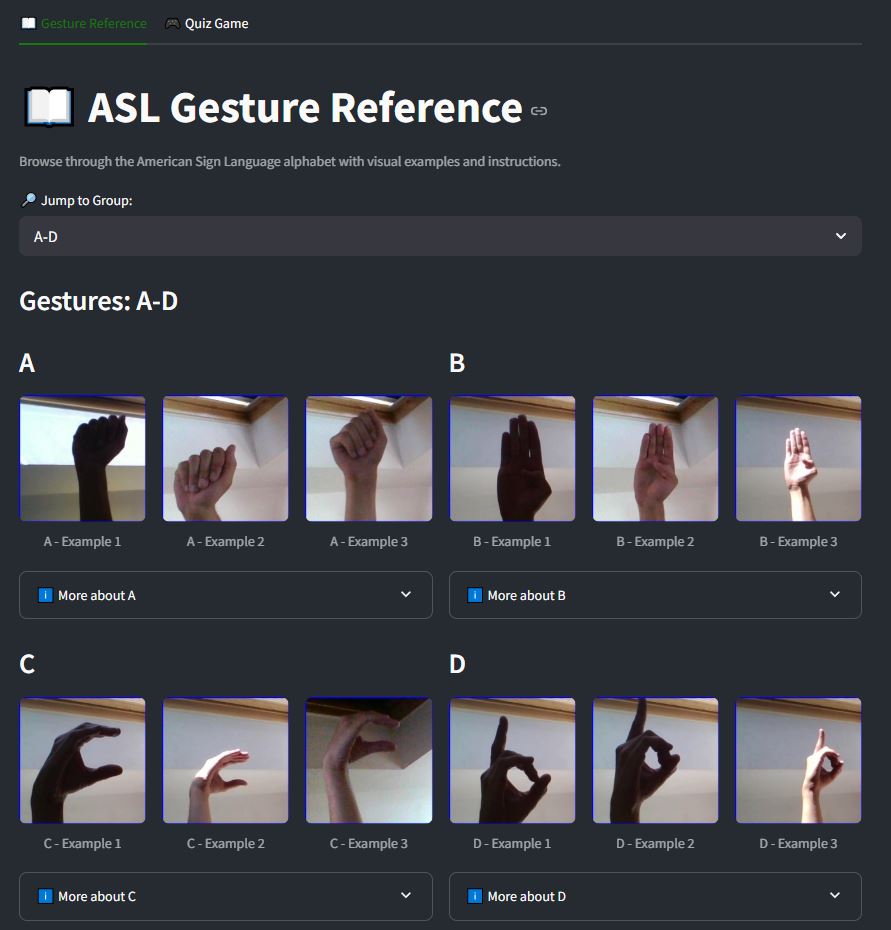 Gesture Reference
Quiz Game
ASL Gesture Reference
Browse through the American Sign Language alphabet with visual examples and instructions.
Jump to Group:
A-D
Gestures: A-D
A
A - Example 1
A - Example 2
A - Example 3
More about A
B
B - Example 1
B - Example 2
B - Example 3
More about B
C
C - Example 1
C - Example 2
C - Example 3
More about C
D
D - Example 1
D - Example 2
D - Example 3
More about D